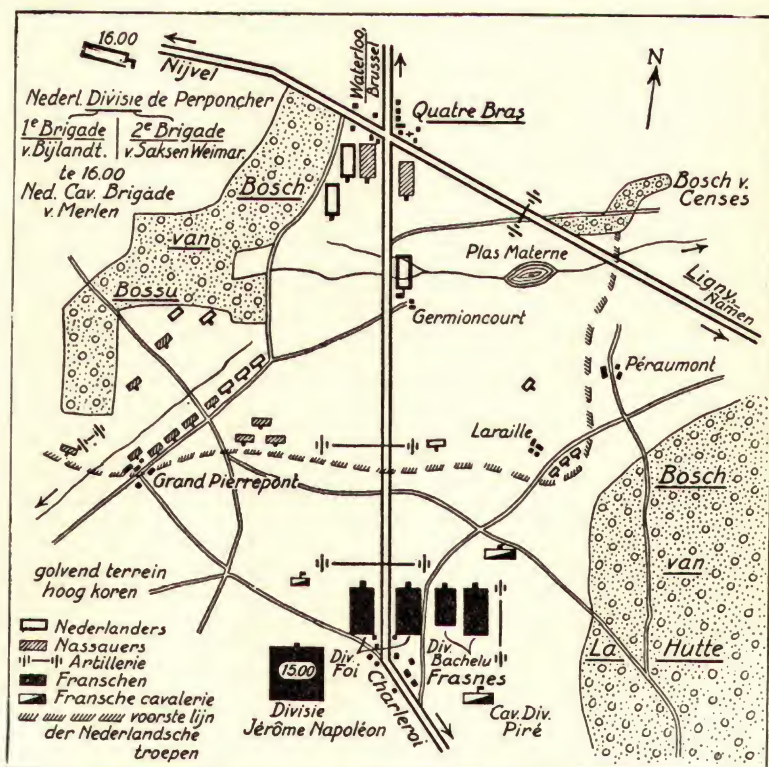 16.00
Nijvel
Waterloo,
Brussel
N
Nederl. Divisie de Perponcher
1e Brigade
v. Bylandt.
2e Brigade
v. Saksen Weimar.
te 16.00
Ned. Cav. Brigade
v. Merlen
Quatre Bras
Bosch
van
Bossu
Bosch v.
Censes
Plas Materne
Ligny,
Namen
Germioncourt
Péraumont
Laraille
Grand Pierrepont
Bosch
van
La Hutte
golvend terrein
hoog koren
Nederlanders
Nassauers
Artillerie
Franschen
Fransche cavalerie
voorste lijn
der Nederlandsche
troepen
15.00
Divisie
Jérôme Napoléon
Div.
Foi
Charleroi
Div.
Bachelu
Frasnes
Cav. Div.
Piré